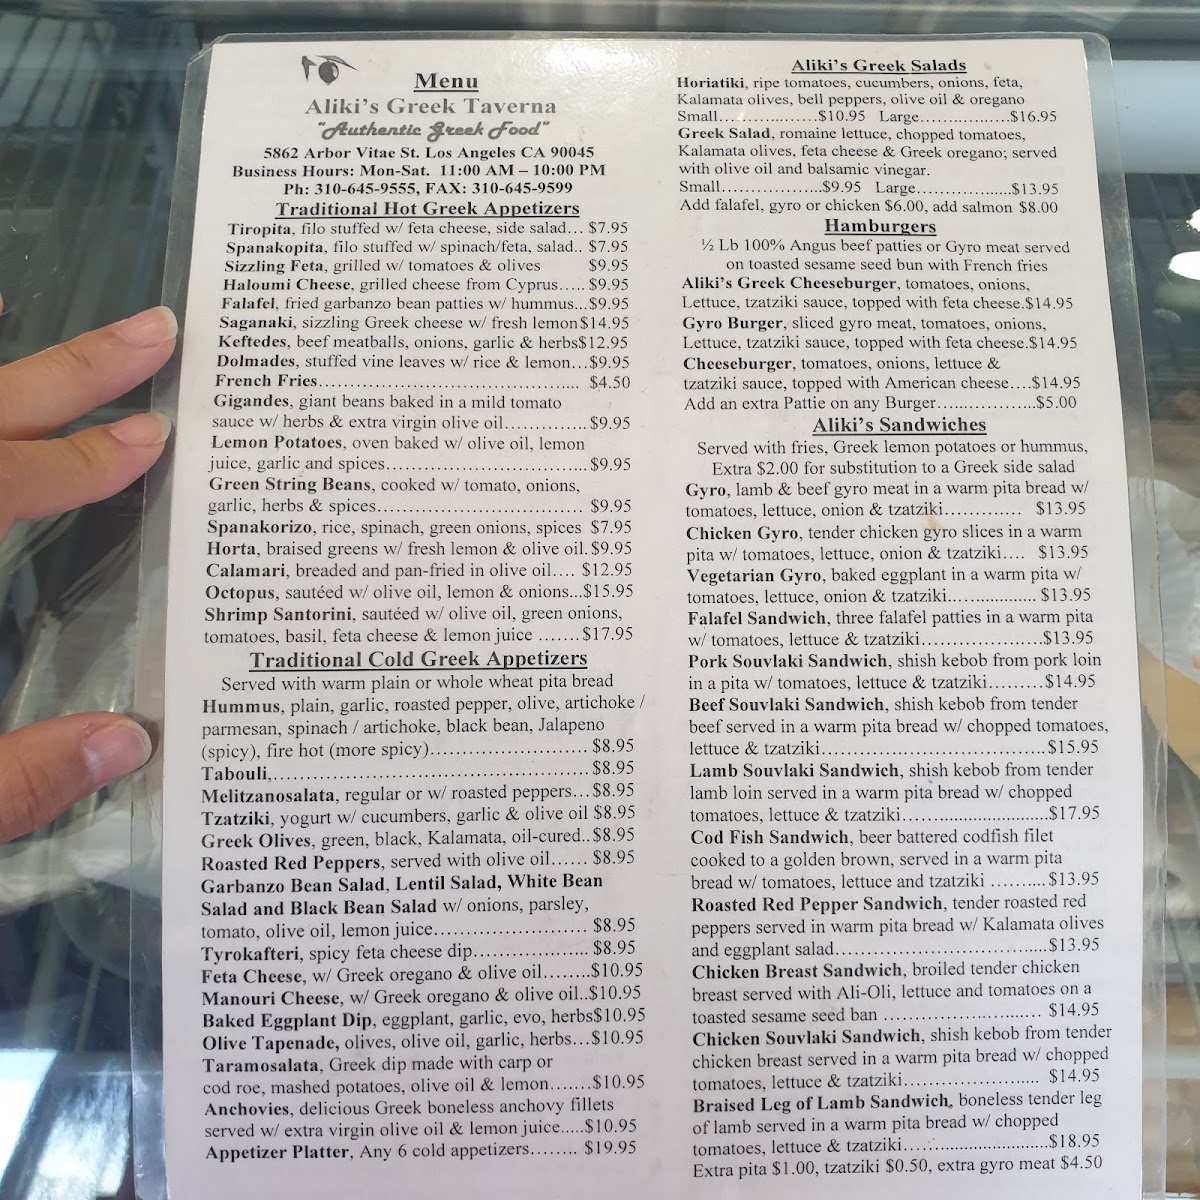 Menu
Aliki's Greek Taverna
"Authentic Greek Food"
5862 Arbor Vitae St. Los Angeles CA 90045
Business Hours: Mon-Sat.  11:00 AM – 10:00 PM
Ph: 310-645-9555, FAX: 310-645-9599
Traditional Hot Greek Appetizers
Tiropita, filo stuffed w/ feta cheese, side salad... $7.95
Spanakopita, filo stuffed w/ spinach/feta, salad.. $7.95
Sizzling Feta, grilled w/ tomatoes & olives $9.95
Haloumi Cheese, grilled cheese from Cyprus..... $9.95
Falafel, fried garbanzo bean patties w/ hummus...$9.95
Saganaki, sizzling Greek cheese w/ fresh lemon$14.95
Keftedes, beef meatballs, onions, garlic & herbs$12.95
Dolmades, stuffed vine leaves w/ rice & lemon...$9.95
French Fries.................................................. $4.50
Gigandes, giant beans baked in a mild tomato
sauce w/ herbs & extra virgin olive oil...............$9.95
Lemon Potatoes, oven baked w/ olive oil, lemon
juice, garlic and spices......................................$9.95
Green String Beans, cooked w/ tomato, onions,
garlic, herbs & spices....................................... $9.95
Spanakorizo, rice, spinach, green onions, spices $7.95
Horta, braised greens w/ fresh lemon & olive oil. $9.95
Calamari, breaded and pan-fried in olive oil.... $12.95
Octopus, sautéed w/ olive oil, lemon & onions...$15.95
Shrimp Santorini, sautéed w/ olive oil, green onions,
tomatoes, basil, feta cheese & lemon juice .......$17.95
Traditional Cold Greek Appetizers
Served with warm plain or whole wheat pita bread
Hummus, plain, garlic, roasted pepper, olive, artichoke /
parmesan, spinach / artichoke, black bean, Jalapeno
(spicy), fire hot (more spicy)............................ $8.95
Tabouli,........................................................... $8.95
Melitzanosalata, regular or w/ roasted peppers...$8.95
Tzatziki, yogurt w/ cucumbers, garlic & olive oil $8.95
Greek Olives, green, black, Kalamata, oil-cured..$8.95
Roasted Red Peppers, served with olive oil...... $8.95
Garbanzo Bean Salad, Lentil Salad, White Bean
Salad and Black Bean Salad w/ onions, parsley,
tomato, olive oil, lemon juice........................... $8.95
Tyrokafteri, spicy feta cheese dip.................... $8.95
Feta Cheese, w/ Greek oregano & olive oil........$10.95
Manouri Cheese, w/ Greek oregano & olive oil..$10.95
Baked Eggplant Dip, eggplant, garlic, evo, herbs$10.95
Olive Tapenade, olives, olive oil, garlic, herbs...$10.95
Taramosalata, Greek dip made with carp or
cod roe, mashed potatoes, olive oil & lemon.......$10.95
Anchovies, delicious Greek boneless anchovy fillets
served w/ extra virgin olive oil & lemon juice.....$10.95
Appetizer Platter, Any 6 cold appetizers........ $19.95
Aliki's Greek Salads
Horiatiki, ripe tomatoes, cucumbers, onions, feta,
Kalamata olives, bell peppers, olive oil & oregano
Small.................$10.95  Large....................$16.95
Greek Salad, romaine lettuce, chopped tomatoes,
Kalamata olives, feta cheese & Greek oregano; served
with olive oil and balsamic vinegar.
Small.................$9.95  Large.....................$13.95
Add falafel, gyro or chicken $6.00, add salmon $8.00
Hamburgers
½ Lb 100% Angus beef patties or Gyro meat served
on toasted sesame seed bun with French fries
Aliki's Greek Cheeseburger, tomatoes, onions,
Lettuce, tzatziki sauce, topped with feta cheese.$14.95
Gyro Burger, sliced gyro meat, tomatoes, onions,
Lettuce, tzatziki sauce, topped with feta cheese.$14.95
Cheeseburger, tomatoes, onions, lettuce &
tzatziki sauce, topped with American cheese....$14.95
Add an extra Pattie on any Burger..................$5.00
Aliki's Sandwiches
Served with fries, Greek lemon potatoes or hummus,
Extra $2.00 for substitution to a Greek side salad
Gyro, lamb & beef gyro meat in a warm pita bread w/
tomatoes, lettuce, onion & tzatziki.............. $13.95
Chicken Gyro, tender chicken gyro slices in a warm
pita w/ tomatoes, lettuce, onion & tzatziki.... $13.95
Vegetarian Gyro, baked eggplant in a warm pita w/
tomatoes, lettuce, onion & tzatziki.................. $13.95
Falafel Sandwich, three falafel patties in a warm pita
w/ tomatoes, lettuce & tzatziki.......................$13.95
Pork Souvlaki Sandwich, shish kebob from pork loin
in a pita w/ tomatoes, lettuce & tzatziki.........$14.95
Beef Souvlaki Sandwich, shish kebob from tender
beef served in a warm pita bread w/ chopped tomatoes,
lettuce & tzatziki...........................................$15.95
Lamb Souvlaki Sandwich, shish kebob from tender
lamb loin served in a warm pita bread w/ chopped
tomatoes, lettuce & tzatziki............................$17.95
Cod Fish Sandwich, beer battered codfish filet
cooked to a golden brown, served in a warm pita
bread w/ tomatoes, lettuce and tzatziki ..........$13.95
Roasted Red Pepper Sandwich, tender roasted red
peppers served in warm pita bread w/ Kalamata olives
and eggplant salad.........................................$13.95
Chicken Breast Sandwich, broiled tender chicken
breast served with Ali-Oli, lettuce and tomatoes on a
toasted sesame seed ban ............................... $14.95
Chicken Souvlaki Sandwich, shish kebob from tender
chicken breast served in a warm pita bread w/ chopped
tomatoes, lettuce & tzatziki.......................... $14.95
Braised Leg of Lamb Sandwich, boneless tender leg
of lamb served in a warm pita bread w/ chopped
tomatoes, lettuce & tzatziki............................$18.95
Extra pita $1.00, tzatziki $0.50, extra gyro meat $4.50